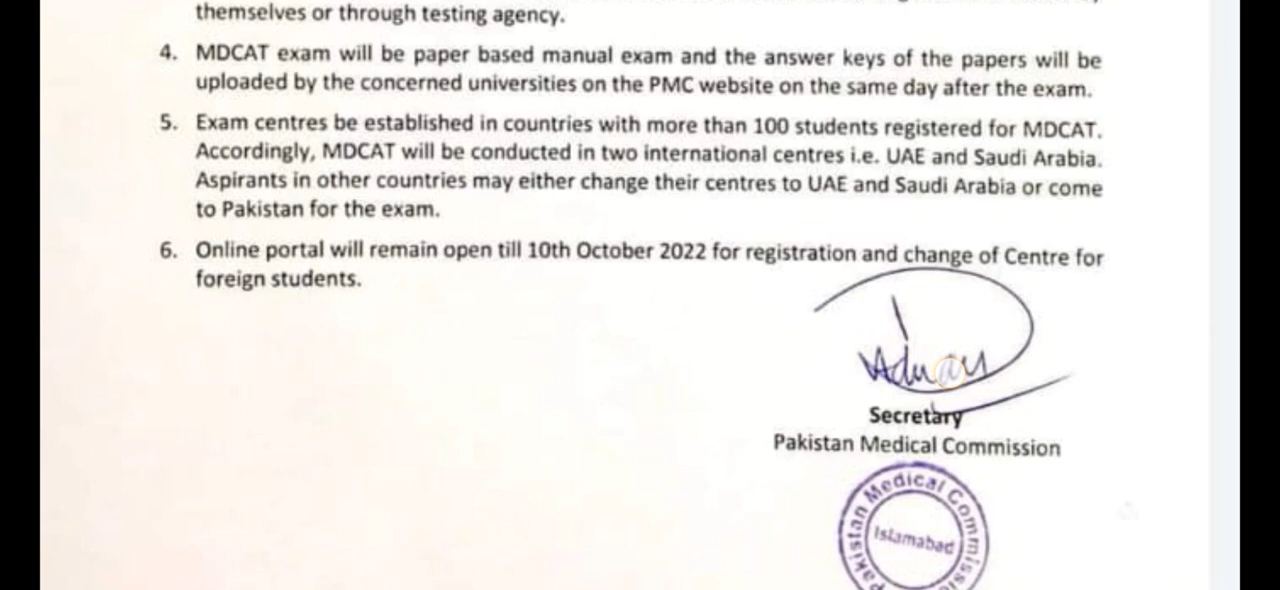 themselves or through testing agency.
4. MDCAT exam will be paper based manual exam and the answer keys of the papers will be
uploaded by the concerned universities on the PMC website on the same day after the exam.
5. Exam centres be established in countries with more than 100 students registered for MDCAT.
Accordingly, MDCAT will be conducted in two international centres i.e. UAE and Saudi Arabia.
Aspirants in other countries may either change their centres to UAE and Saudi Arabia or come
to Pakistan for the exam.
6. Online portal will remain open till 10th October 2022 for registration and change of Centre for
foreign students.
Adnan
Secretary
Pakistan Medical Commission
Pakistan Medical Commission
Islamabad